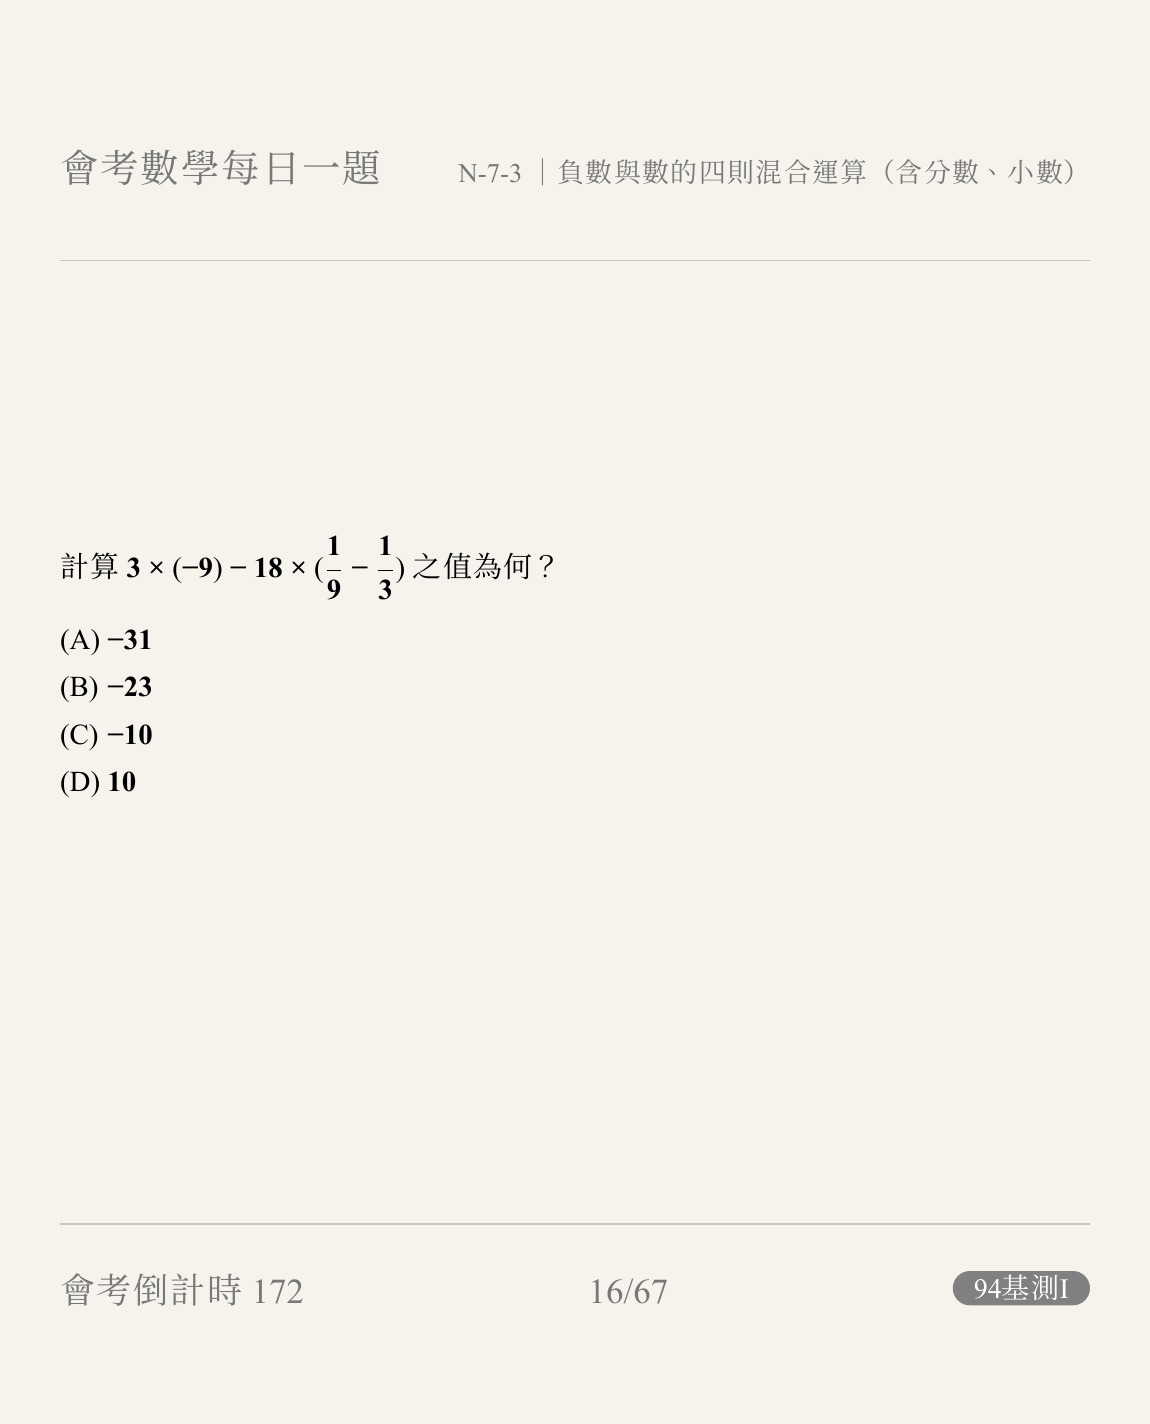 會考數學每日一題
N-7-3｜負數與數的四則混合運算（含分數、小數）
計算 3 × (−9) − 18 × (1/9 − 1/3) 之值為何？
(A) −31
(B) −23
(C) −10
(D) 10
會考倒計時 172
16/67
94基測I